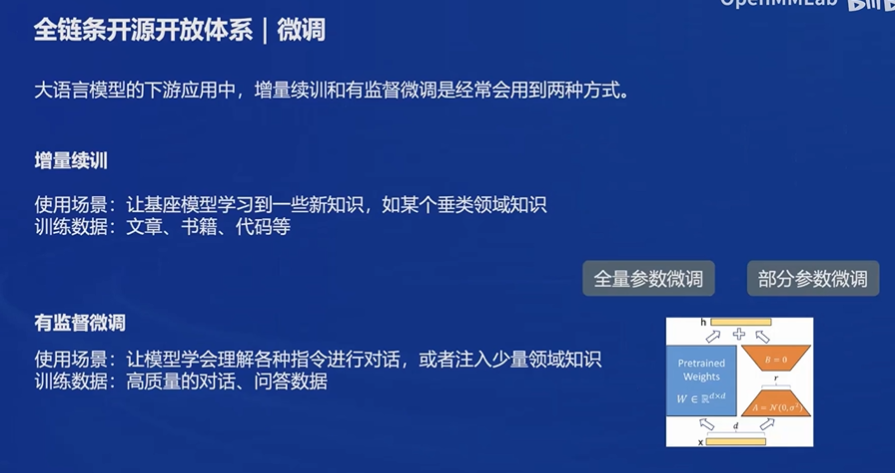 OpenMMLab
全链条开源开放体系 | 微调
大语言模型的下游应用中，增量续训和有监督微调是经常会用到两种方式。
增量续训
使用场景：让基座模型学习到一些新知识，如某个垂类领域知识
训练数据：文章、书籍、代码等
全量参数微调
部分参数微调
有监督微调
使用场景：让模型学会理解各种指令进行对话，或者注入少量领域知识
训练数据：高质量的对话、问答数据
h
Pretrained
Weights
W ∈ ℝ^{d×d}
B = 0
r
A = N(0, σ²)
d
x